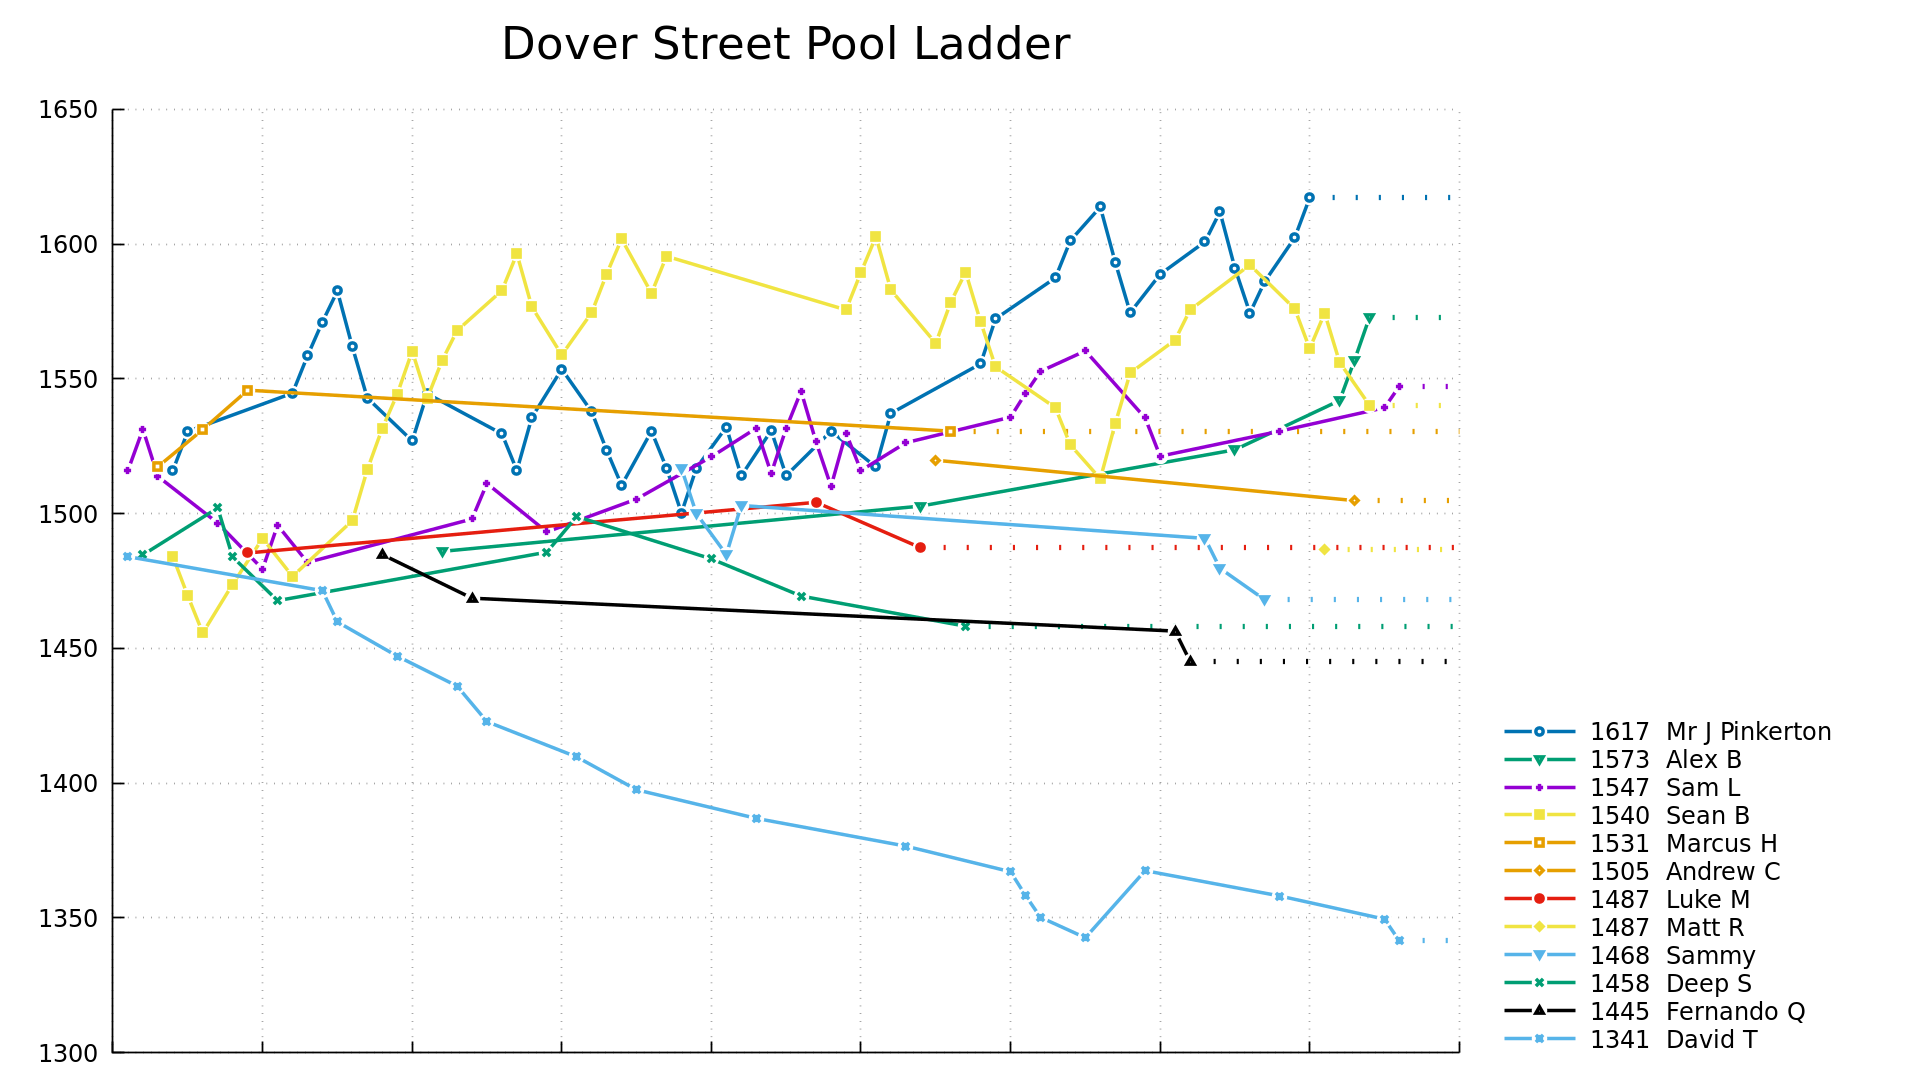 Dover Street Pool Ladder
1650
1600
1550
1500
1450
1400
1350
1300
1617 Mr J Pinkerton
1573 Alex B
1547 Sam L
1540 Sean B
1531 Marcus H
1505 Andrew C
1487 Luke M
1487 Matt R
1468 Sammy
1458 Deep S
1445 Fernando Q
1341 David T